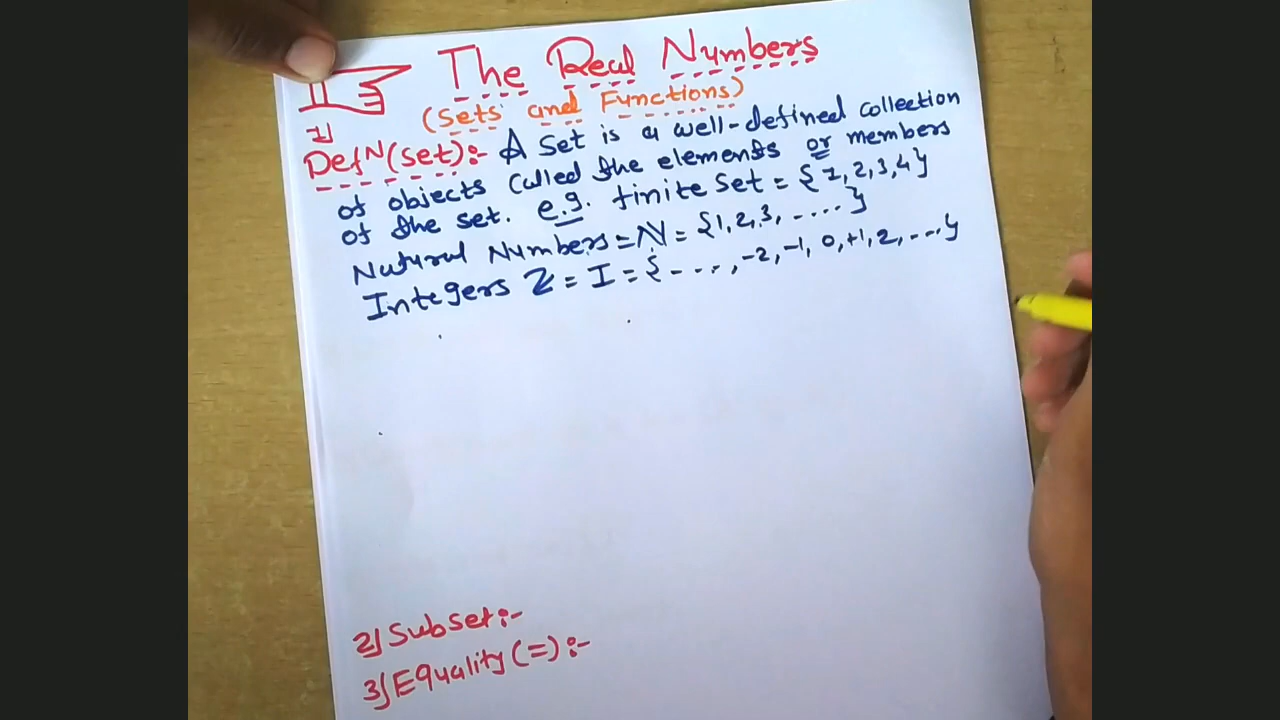 The Real Numbers
(Sets and Functions)
1)
Defⁿ(set):- A Set is a well-defined collection
of objects called the elements or members
of the set. e.g. finite Set = {1,2,3,4}
Natural Numbers = N = {1,2,3, .....}
Integers Z = I = {- - . . , -2, -1, 0, +1, 2, ....}
2) Subset:-
3) Equality (=):-